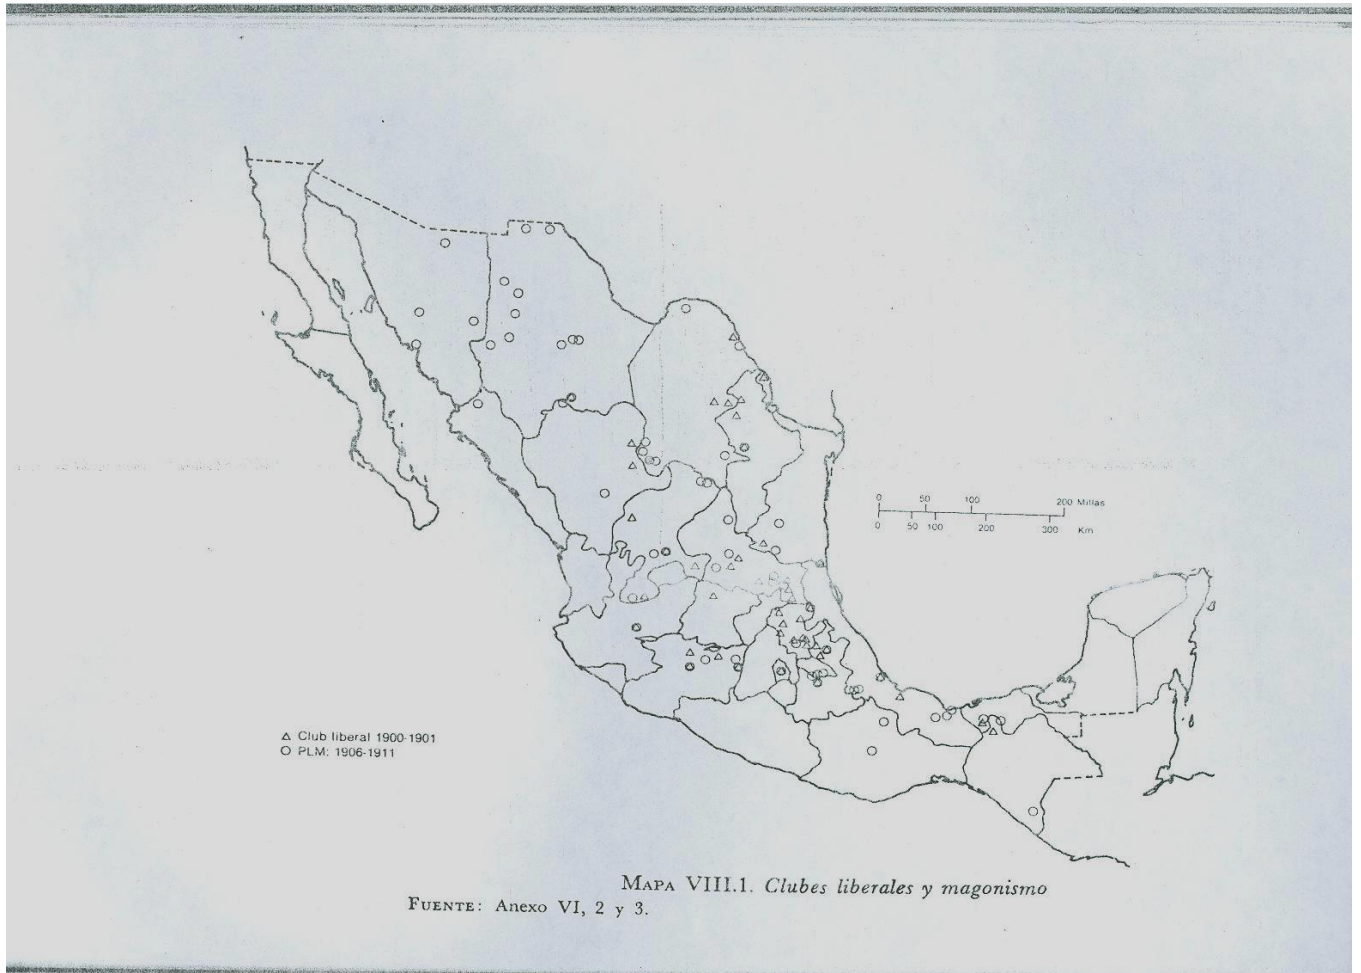 0 50 100 200 Millas
0 50 100 200 300 Km
△ Club liberal 1900-1901
○ PLM: 1906-1911
MAPA VIII.1. Clubes liberales y magonismo
FUENTE: Anexo VI, 2 y 3.